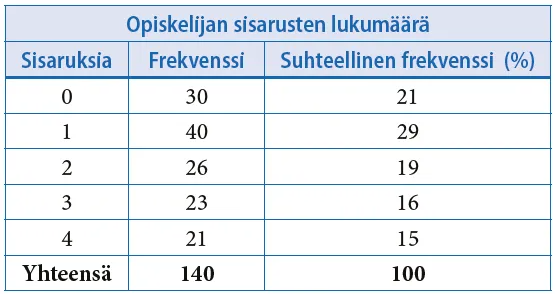 Opiskelijan sisarusten lukumäärä
Sisaruksia Frekvenssi Suhteellinen frekvenssi (%)
0 30 21
1 40 29
2 26 19
3 23 16
4 21 15
Yhteensä 140 100